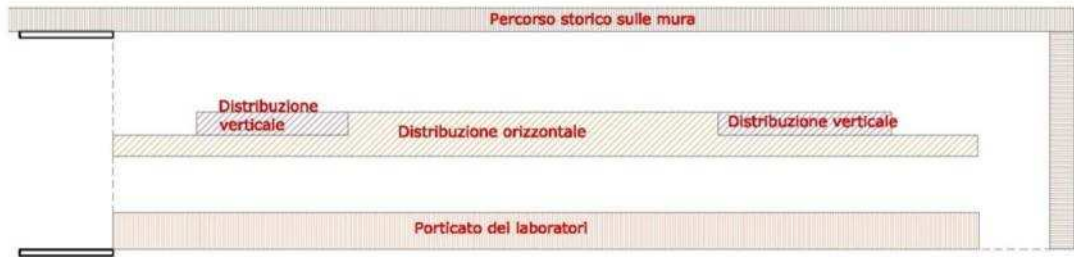 Percorso storico sulle mura
Distribuzione
verticale
Distribuzione orizzontale
Distribuzione verticale
Porticato dei laboratori